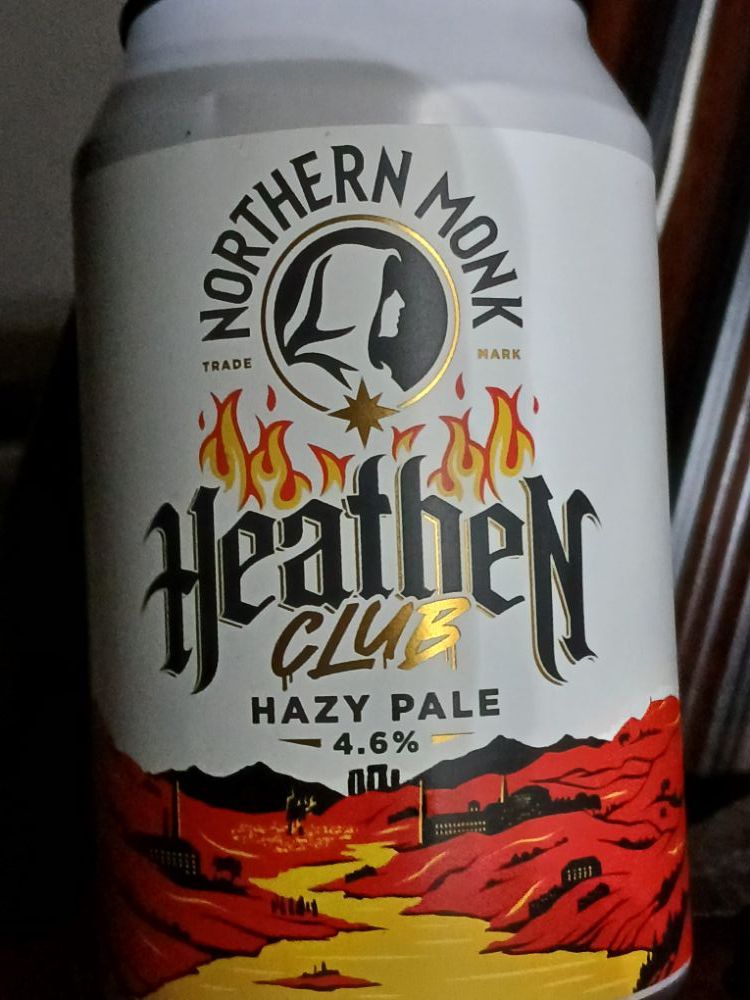 NORTHERN MONK
TRADE MARK
Heathen
CLUB
HAZY PALE
4.6%